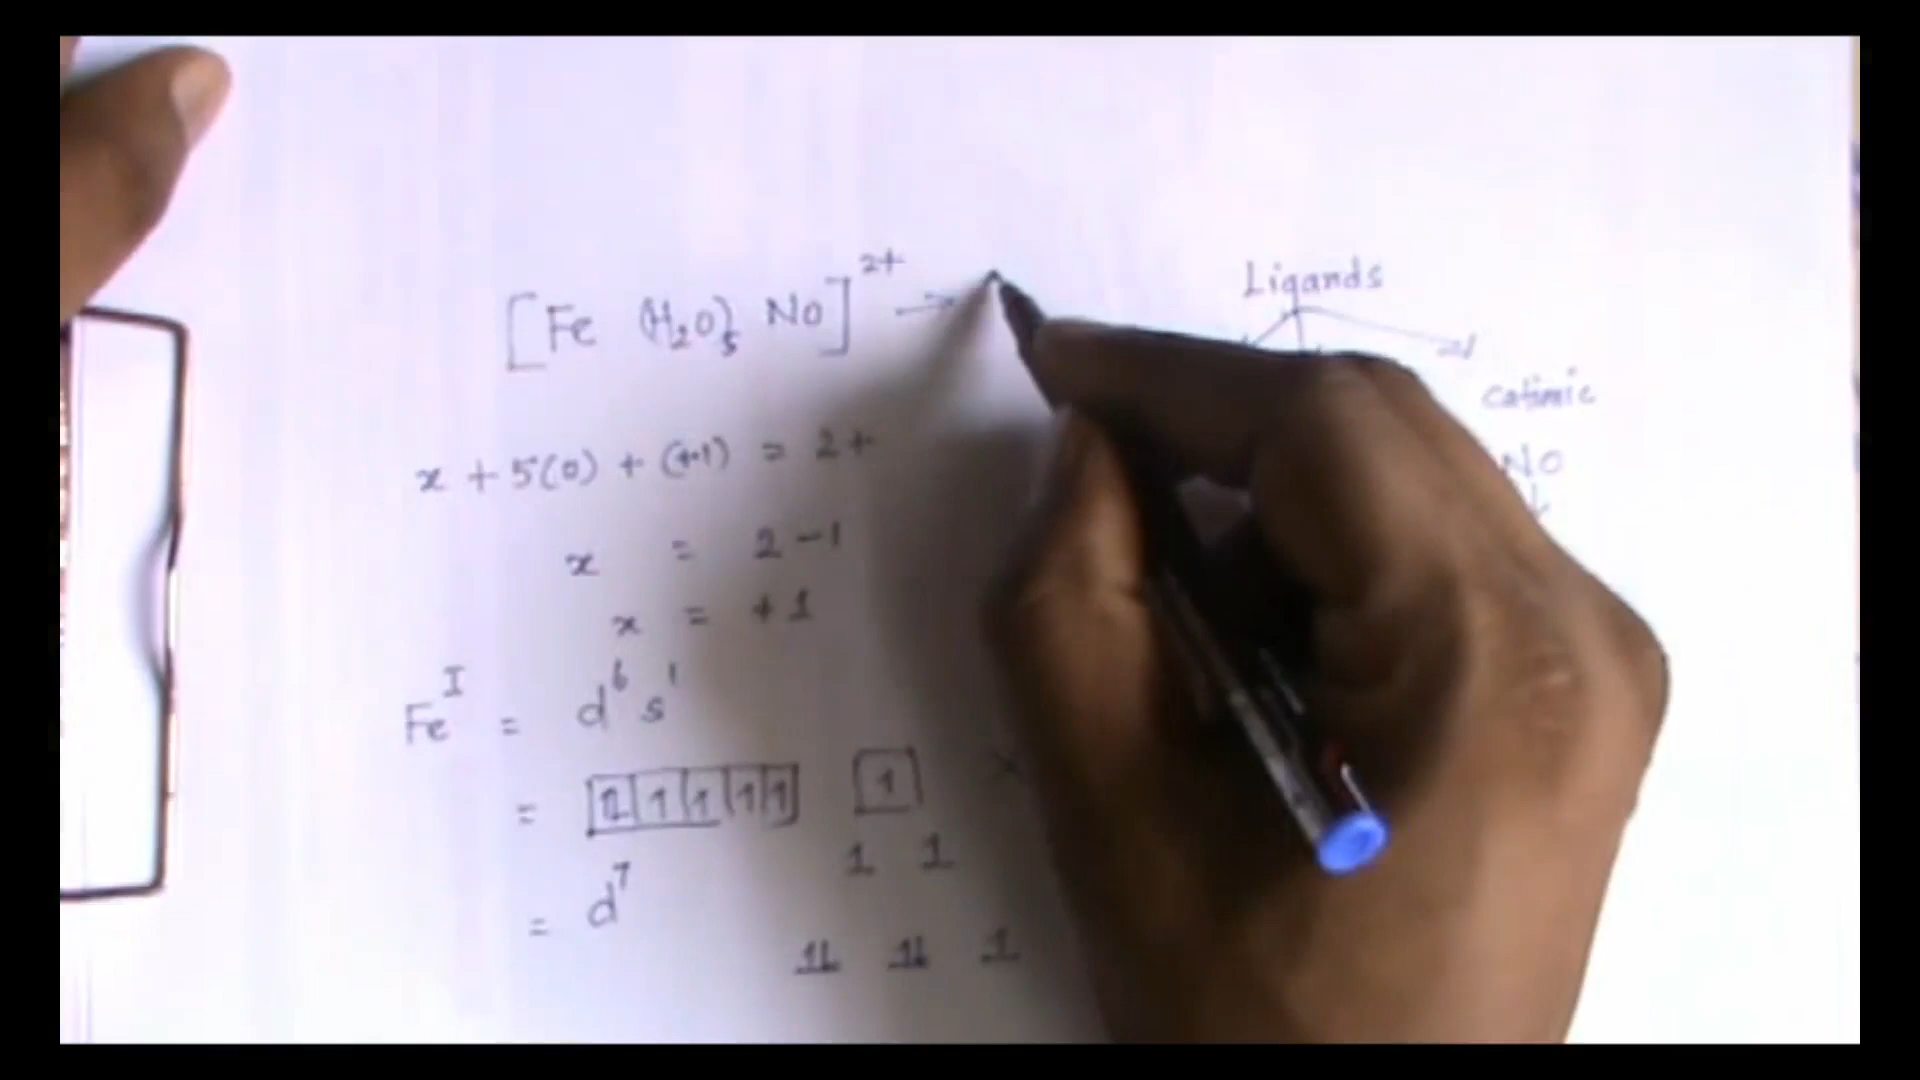 [Fe (H₂O)₅ No]²⁺ →
x + 5(0) + (+1) = 2+
x = 2 - 1
x = +1
Feᴵ = d⁶ s¹
= 1L 1 1 1 1 1
= d⁷
1 1
1L 1L 1
Ligands
No